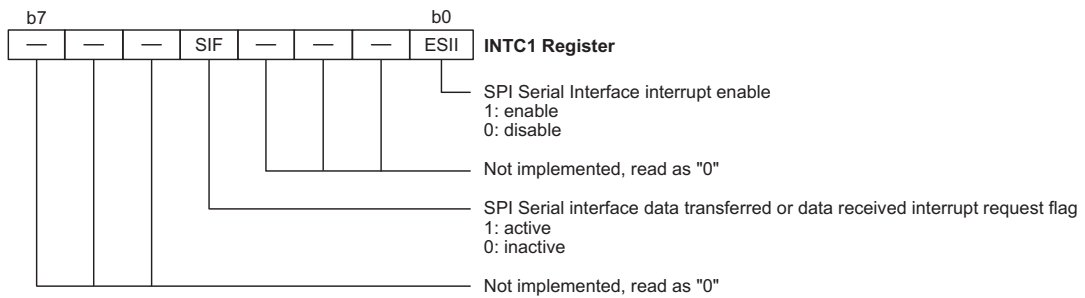 b7 b0
— — — SIF — — — ESII INTC1 Register
SPI Serial Interface interrupt enable
1: enable
0: disable
Not implemented, read as "0"
SPI Serial interface data transferred or data received interrupt request flag
1: active
0: inactive
Not implemented, read as "0"